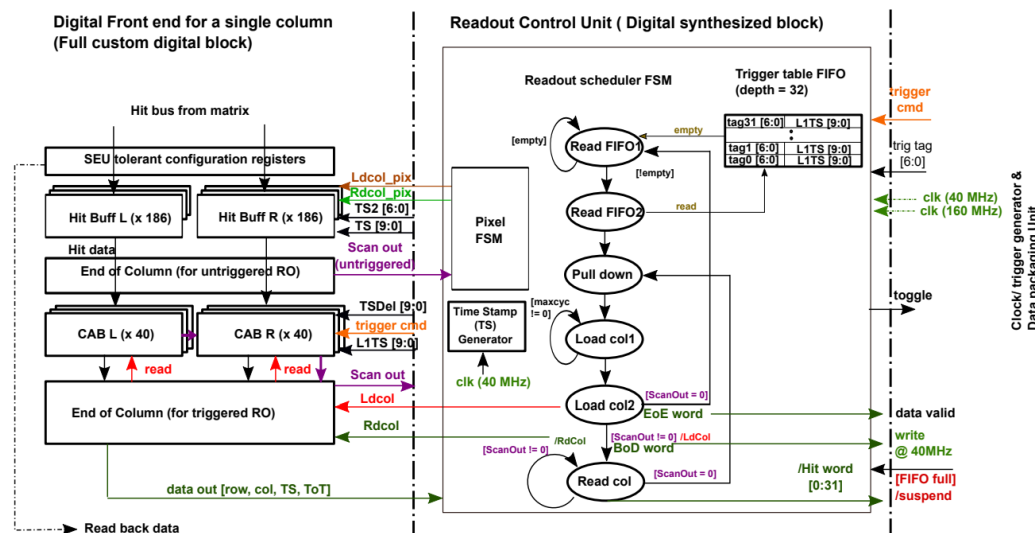 Digital Front end for a single column
(Full custom digital block)
Readout Control Unit ( Digital synthesized block)
Hit bus from matrix
SEU tolerant configuration registers
Hit Buff L (x 186)
Hit Buff R (x 186)
Hit data
End of Column (for untriggered RO)
CAB L (x 40)
CAB R (x 40)
read
read
End of Column (for triggered RO)
data out [row, col, TS, ToT]
Read back data
Ldcol_pix
Rdcol_pix
TS2 [6:0]
TS [9:0]
Scan out
(untriggered)
TSDel [9:0]
trigger cmd
L1TS [9:0]
Scan out
Ldcol
Rdcol
Pixel
FSM
Time Stamp
(TS)
Generator
clk (40 MHz)
Readout scheduler FSM
[empty]
Read FIFO1
[!empty]
Read FIFO2
Pull down
[maxcyc
!= 0]
Load col1
Load col2
[ScanOut = 0]
EoE word
/RdCol
[ScanOut != 0]
[ScanOut != 0] /LdCol
BoD word
Read col
[ScanOut = 0]
/Hit word
[0:31]
empty
read
Trigger table FIFO
(depth = 32)
tag31 [6:0] L1TS [9:0]
:
tag1 [6:0] L1TS [9:0]
tag0 [6:0] L1TS [9:0]
trigger
cmd
trig tag
[6:0]
clk (40 MHz)
clk (160 MHz)
toggle
data valid
write
@ 40MHz
[FIFO full]
/suspend
Clock/ trigger generator &
Data packaging Unit